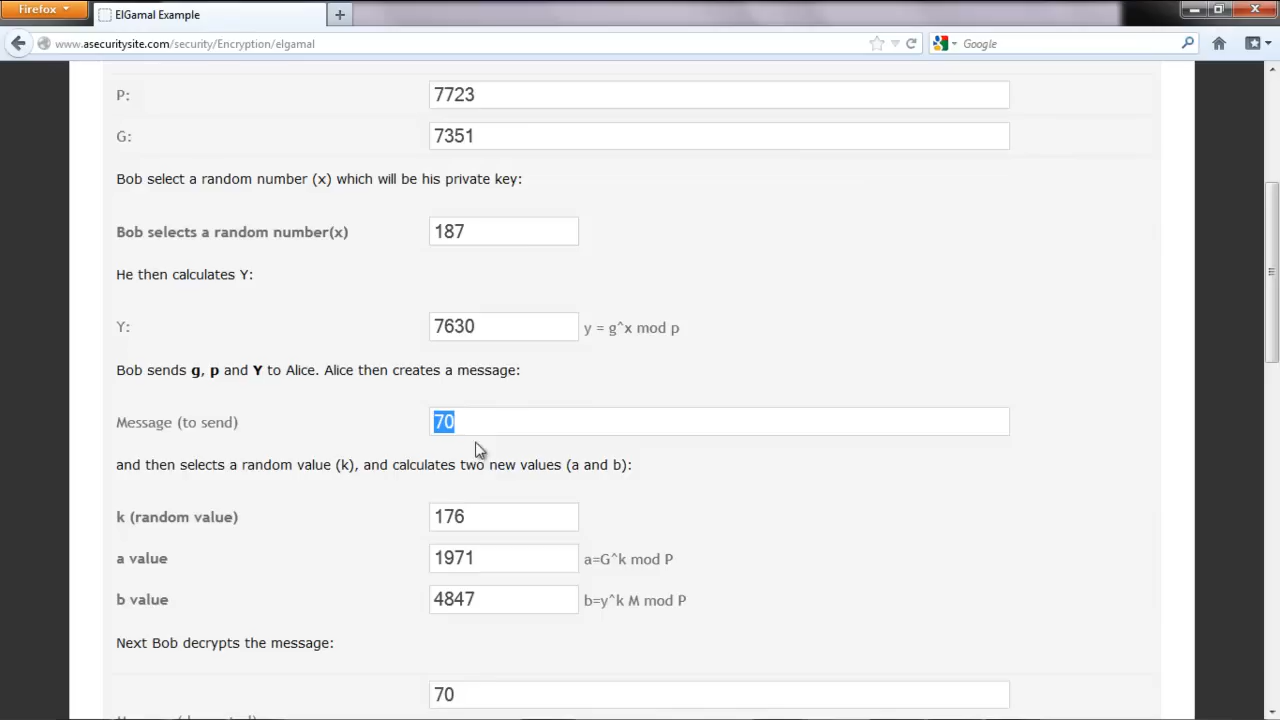 Firefox
ElGamal Example
www.asecuritysite.com/security/Encryption/elgamal
Google
P: 7723
G: 7351
Bob select a random number (x) which will be his private key:
Bob selects a random number(x) 187
He then calculates Y:
Y: 7630 y = g^x mod p
Bob sends g, p and Y to Alice. Alice then creates a message:
Message (to send) 70
and then selects a random value (k), and calculates two new values (a and b):
k (random value) 176
a value 1971 a=G^k mod P
b value 4847 b=y^k M mod P
Next Bob decrypts the message:
70